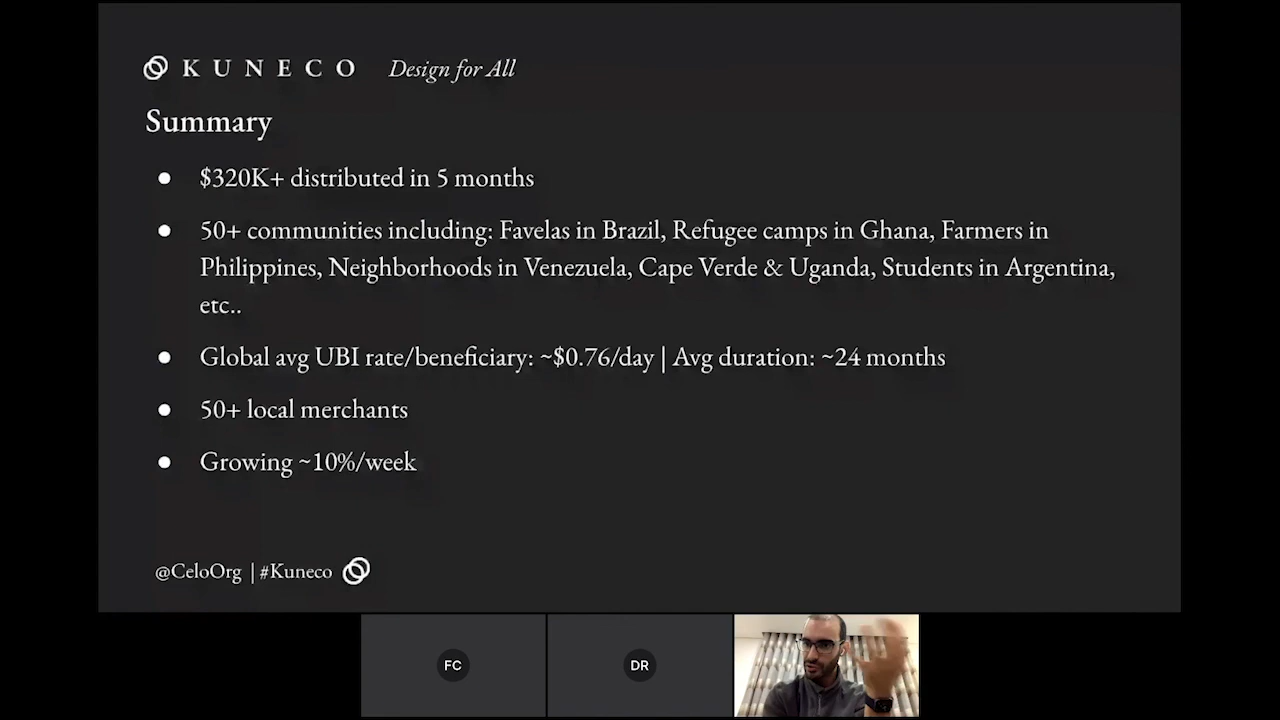 KUNECO Design for All
Summary
● $320K+ distributed in 5 months
● 50+ communities including: Favelas in Brazil, Refugee camps in Ghana, Farmers in
Philippines, Neighborhoods in Venezuela, Cape Verde & Uganda, Students in Argentina,
etc..
● Global avg UBI rate/beneficiary: ~$0.76/day | Avg duration: ~24 months
● 50+ local merchants
● Growing ~10%/week
@CeloOrg | #Kuneco
FC
DR